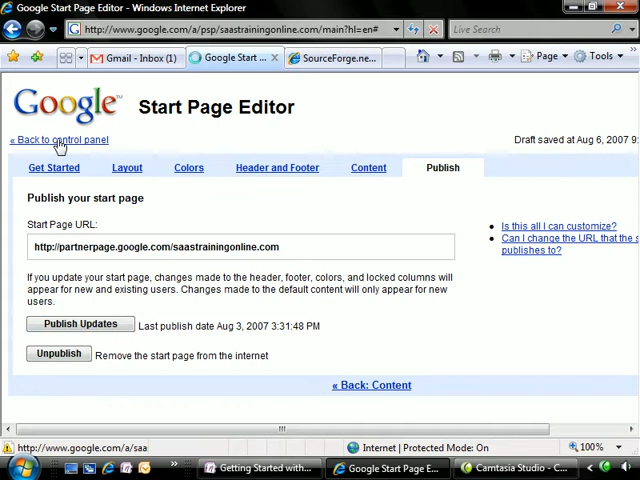 Google Start Page Editor - Windows Internet Explorer
http://www.google.com/a/psp/saastrainingonline.com/main?hl=en#
Live Search
Gmail - Inbox (1)
Google Start ...
SourceForge.ne...
Page
Tools
Google™
Start Page Editor
« Back to control panel
Draft saved at Aug 6, 2007 9:
Get Started
Layout
Colors
Header and Footer
Content
Publish
Publish your start page
Start Page URL:
http://partnerpage.google.com/saastrainingonline.com
Is this all I can customize?
Can I change the URL that the s
publishes to?
If you update your start page, changes made to the header, footer, colors, and locked columns will
appear for new and existing users. Changes made to the default content will only appear for new
users.
Publish Updates
Last publish date Aug 3, 2007 3:31:48 PM
Unpublish
Remove the start page from the internet
« Back: Content
http://www.google.com/a/saa
Internet | Protected Mode: On
100%
Getting Started with...
Google Start Page E...
Camtasia Studio - C...